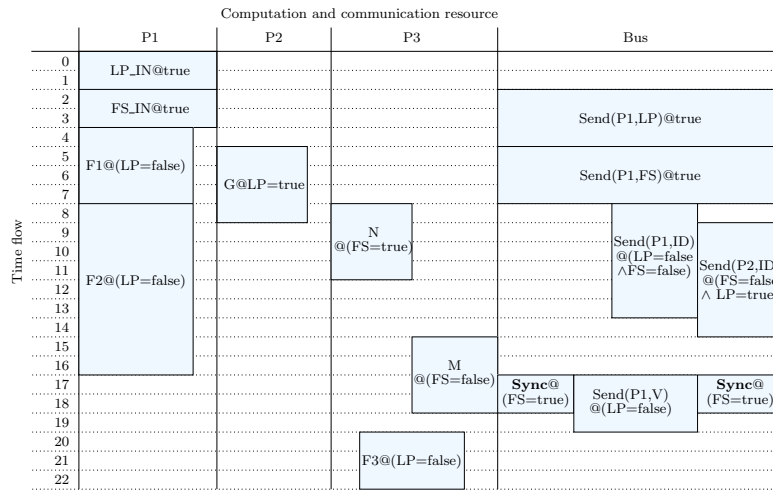 Computation and communication resource
P1 P2 P3 Bus
Time flow
0
1
2
3
4
5
6
7
8
9
10
11
12
13
14
15
16
17
18
19
20
21
22
LP_IN@true
FS_IN@true
F1@(LP=false)
F2@(LP=false)
G@LP=true
N
@(FS=true)
M
@(FS=false)
F3@(LP=false)
Send(P1,LP)@true
Send(P1,FS)@true
Send(P1,ID)
@(LP=false
∧FS=false)
Send(P2,ID
@(FS=false
∧ LP=true
Sync@
(FS=true)
Send(P1,V)
@(LP=false)
Sync@
(FS=true)